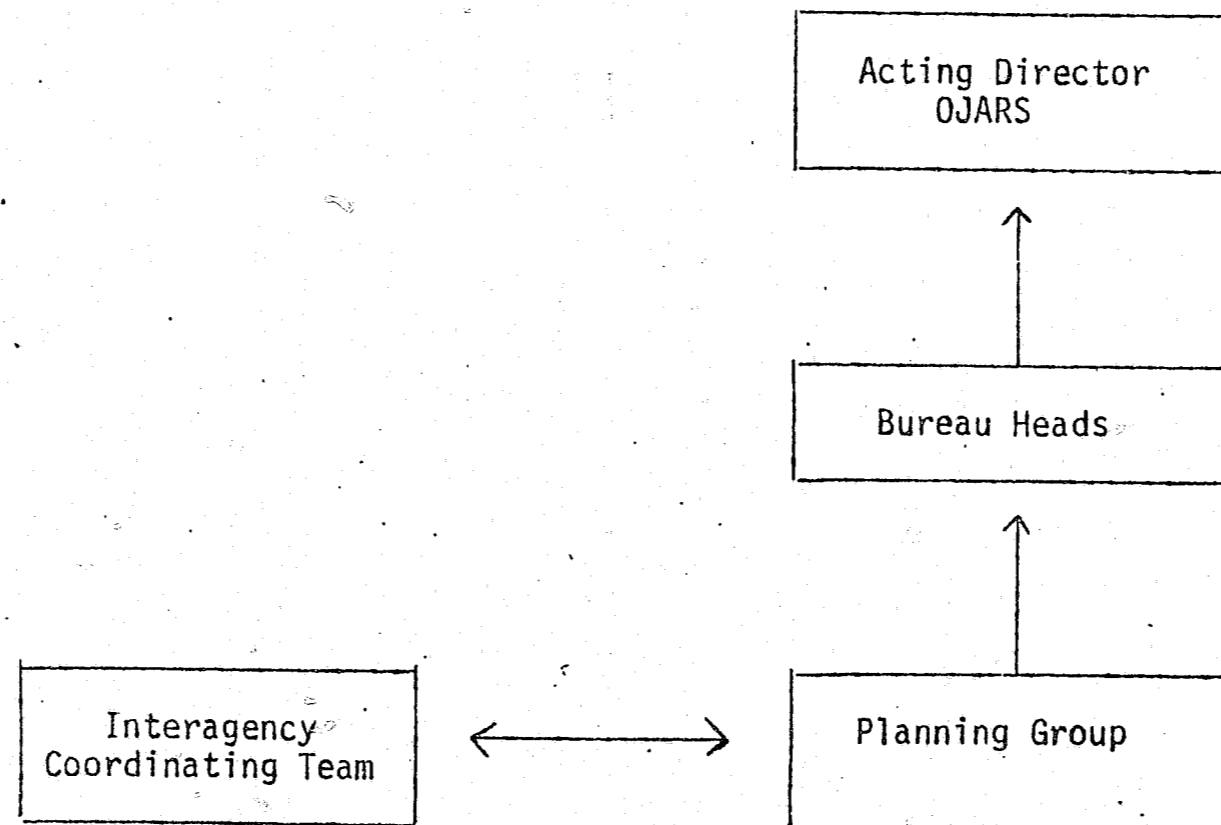 Acting Director
OJARS
Bureau Heads
Interagency
Coordinating Team
Planning Group